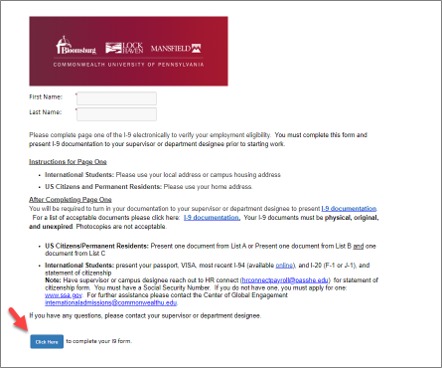 Bloomsburg LOCK HAVEN MANSFIELD
COMMONWEALTH UNIVERSITY OF PENNSYLVANIA
First Name: *
Last Name: *
Please complete page one of the I-9 electronically to verify your employment eligibility. You must complete this form and
present I-9 documentation to your supervisor or department designee prior to starting work.
Instructions for Page One
• International Students: Please use your local address or campus housing address
• US Citizens and Permanent Residents: Please use your home address.
After Completing Page One
You will be required to turn in your documentation to your supervisor or department designee to present I-9 documentation.
For a list of acceptable documents please click here: I-9 documentation. Your I-9 documents must be physical, original,
and unexpired. Photocopies are not acceptable
• US Citizens/Permanent Residents: Present one document from List A or Present one document from List B and one
document from List C
• International Students: present your passport, VISA, most recent I-94 (available online), and I-20 (F-1 or J-1), and
statement of citizenship
Note: Have supervisor or campus designee reach out to HR connect (hrconnectpayroll@passhe.edu) for statement of
citizenship form. You must have a Social Security Number. If you do not have one, you must apply for one:
www.ssa.gov. For further assistance please contact the Center of Global Engagement
internationaladmissions@commonwealthu.edu.
If you have any questions, please contact your supervisor or department designee.
Click Here to complete your I9 form.